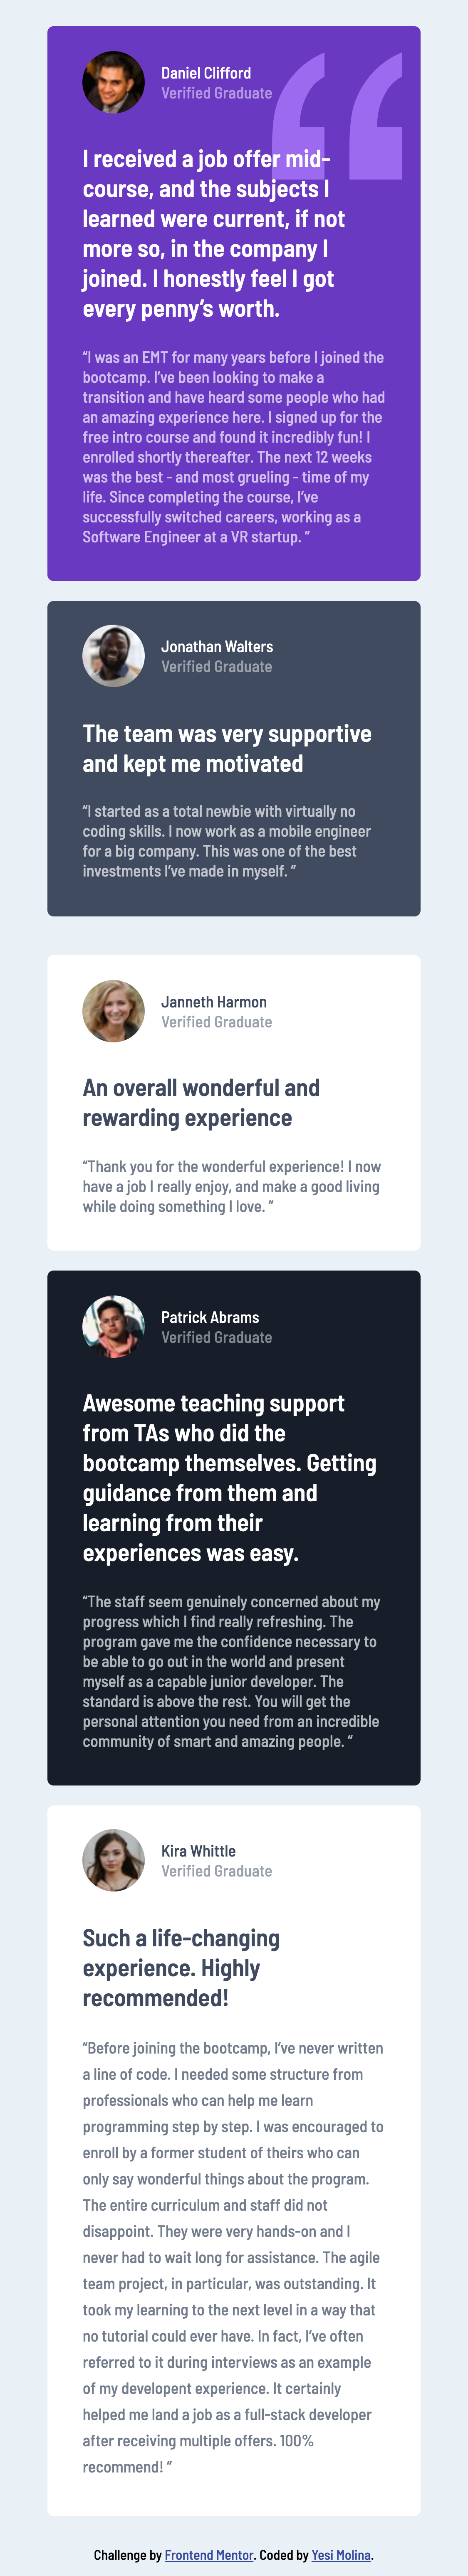 Daniel Clifford
Verified Graduate
I received a job offer mid-
course, and the subjects I
learned were current, if not
more so, in the company I
joined. I honestly feel I got
every penny’s worth.
“I was an EMT for many years before I joined the
bootcamp. I’ve been looking to make a
transition and have heard some people who had
an amazing experience here. I signed up for the
free intro course and found it incredibly fun! I
enrolled shortly thereafter. The next 12 weeks
was the best - and most grueling - time of my
life. Since completing the course, I’ve
successfully switched careers, working as a
Software Engineer at a VR startup. ”
Jonathan Walters
Verified Graduate
The team was very supportive
and kept me motivated
“I started as a total newbie with virtually no
coding skills. I now work as a mobile engineer
for a big company. This was one of the best
investments I’ve made in myself. ”
Janneth Harmon
Verified Graduate
An overall wonderful and
rewarding experience
“Thank you for the wonderful experience! I now
have a job I really enjoy, and make a good living
while doing something I love. ”
Patrick Abrams
Verified Graduate
Awesome teaching support
from TAs who did the
bootcamp themselves. Getting
guidance from them and
learning from their
experiences was easy.
“The staff seem genuinely concerned about my
progress which I find really refreshing. The
program gave me the confidence necessary to
be able to go out in the world and present
myself as a capable junior developer. The
standard is above the rest. You will get the
personal attention you need from an incredible
community of smart and amazing people. ”
Kira Whittle
Verified Graduate
Such a life-changing
experience. Highly
recommended!
“Before joining the bootcamp, I’ve never written
a line of code. I needed some structure from
professionals who can help me learn
programming step by step. I was encouraged to
enroll by a former student of theirs who can
only say wonderful things about the program.
The entire curriculum and staff did not
disappoint. They were very hands-on and I
never had to wait long for assistance. The agile
team project, in particular, was outstanding. It
took my learning to the next level in a way that
no tutorial could ever have. In fact, I’ve often
referred to it during interviews as an example
of my developent experience. It certainly
helped me land a job as a full-stack developer
after receiving multiple offers. 100%
recommend! ”
Challenge by Frontend Mentor. Coded by Yesi Molina.